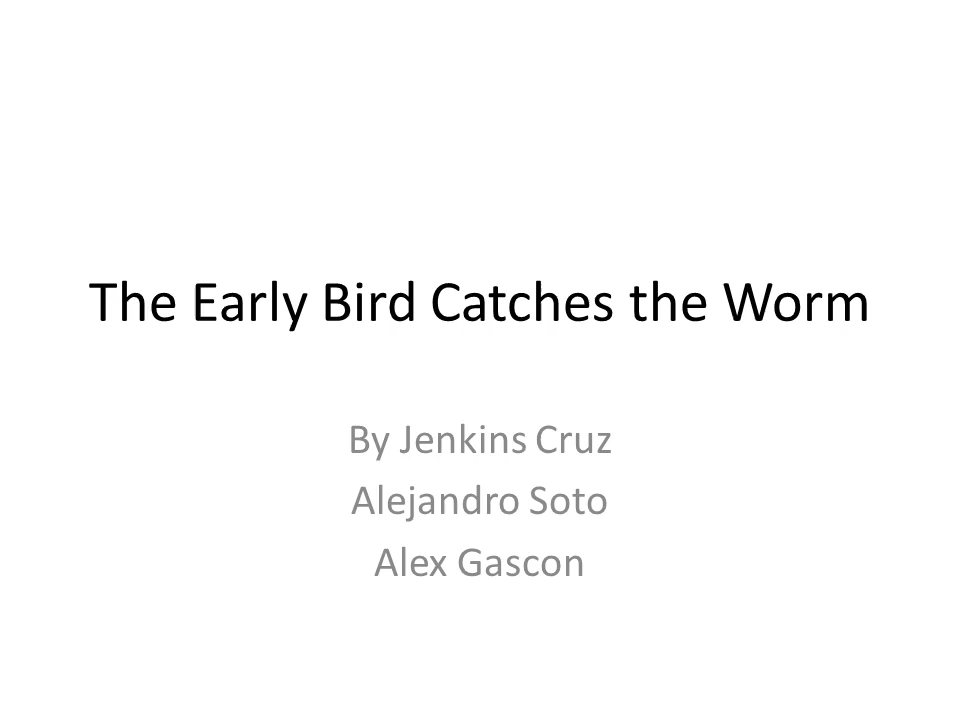 The Early Bird Catches the Worm
By Jenkins Cruz
Alejandro Soto
Alex Gascon